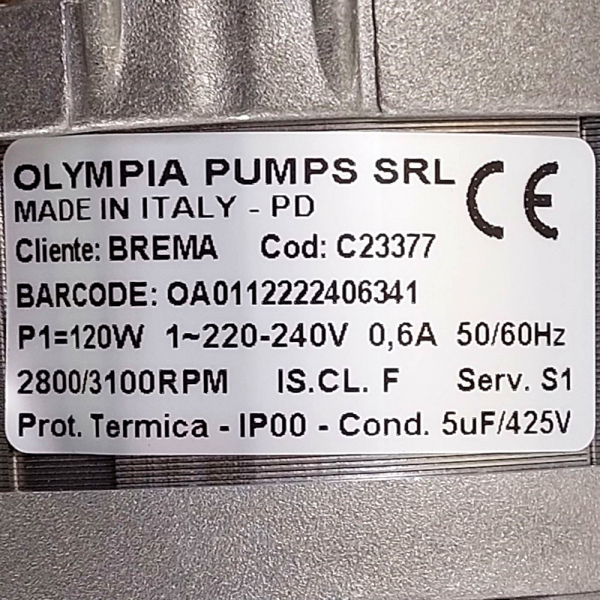 OLYMPIA PUMPS SRL CE
MADE IN ITALY - PD
Cliente: BREMA Cod: C23377
BARCODE: OA0112222406341
P1=120W 1~220-240V 0,6A 50/60Hz
2800/3100RPM IS.CL. F Serv. S1
Prot. Termica - IP00 - Cond. 5uF/425V